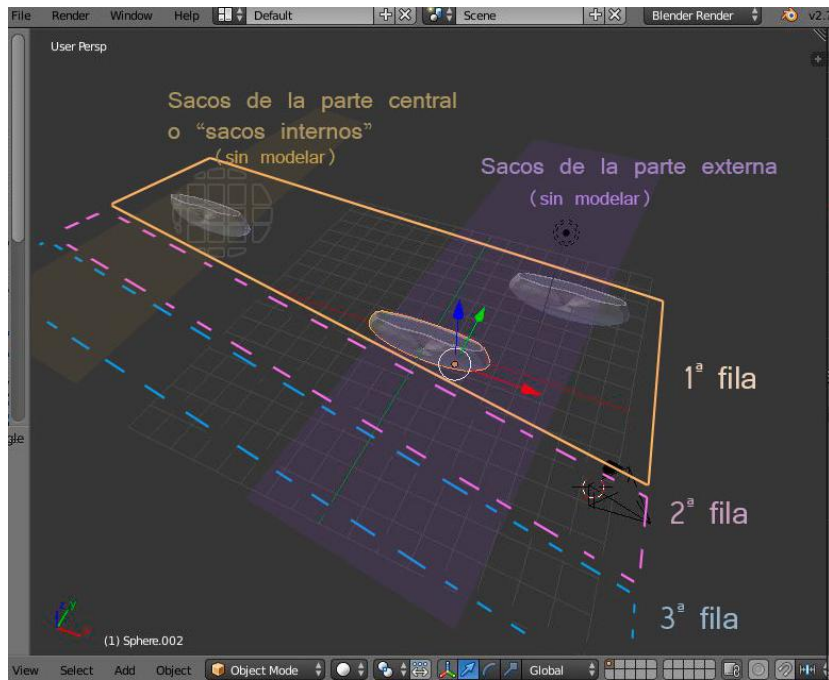 File Render Window Help Default Scene Blender Render v2.
User Persp
Sacos de la parte central
o “sacos internos”
(sin modelar)
Sacos de la parte externa
(sin modelar)
1ª fila
gle
2ª fila
3ª fila
(1) Sphere.002
View Select Add Object Object Mode Global